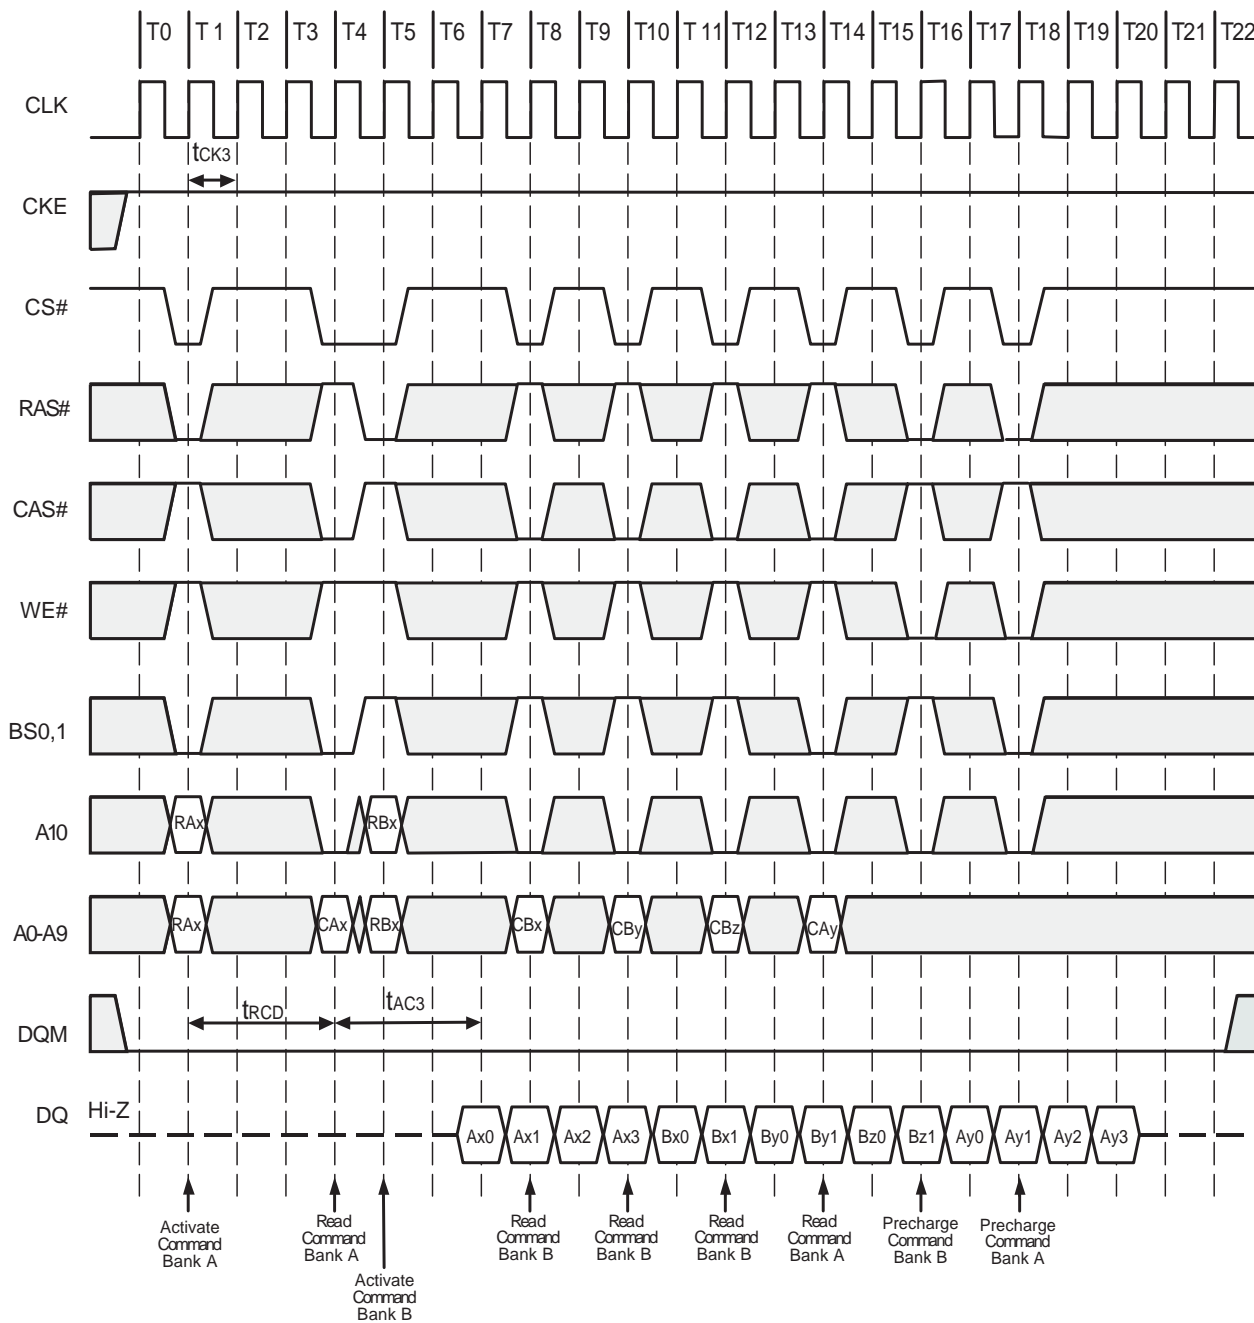 T0 T 1 T2 T3 T4 T5 T6 T7 T8 T9 T10 T 11 T12 T13 T14 T15 T16 T17 T18 T19 T20 T21 T22
CLK
tCK3
CKE
CS#
RAS#
CAS#
WE#
BS0,1
A10
RAx RBx
A0-A9
RAx CAx RBx CBx CBy CBz CAy
tRCD tAC3
DQM
DQ Hi-Z
Ax0 Ax1 Ax2 Ax3 Bx0 Bx1 By0 By1 Bz0 Bz1 Ay0 Ay1 Ay2 Ay3
Activate
Command
Bank A
Read
Command
Bank A
Activate
Command
Bank B
Read
Command
Bank B
Read
Command
Bank B
Read
Command
Bank B
Read
Command
Bank A
Precharge
Command
Bank B
Precharge
Command
Bank A